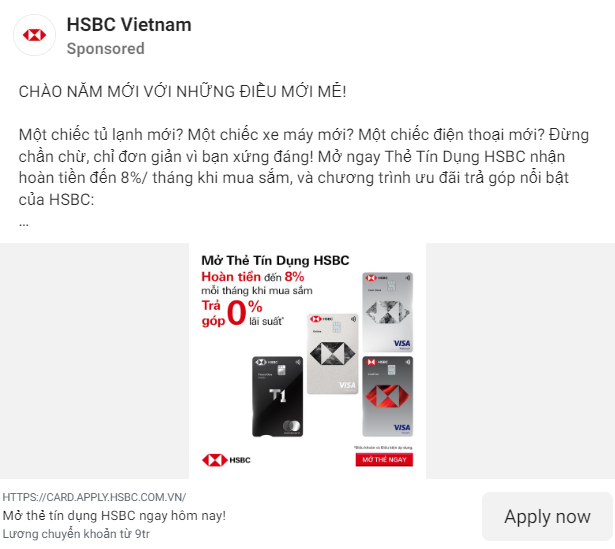 HSBC Vietnam
Sponsored
CHÀO NĂM MỚI VỚI NHỮNG ĐIỀU MỚI MẺ!
Một chiếc tủ lạnh mới? Một chiếc xe máy mới? Một chiếc điện thoại mới? Đừng
chần chừ, chỉ đơn giản vì bạn xứng đáng! Mở ngay Thẻ Tín Dụng HSBC nhận
hoàn tiền đến 8%/ tháng khi mua sắm, và chương trình ưu đãi trả góp nổi bật
của HSBC:
...
Mở Thẻ Tín Dụng HSBC
Hoàn tiền đến 8%
mỗi tháng khi mua sắm
Trả góp 0% lãi suất*
HSBC
VISA
HSBC
VISA
HSBC
T1
HSBC
VISA
*Điều khoản và Điều kiện áp dụng
HSBC
MỞ THẺ NGAY
HTTPS://CARD.APPLY.HSBC.COM.VN/
Mở thẻ tín dụng HSBC ngay hôm nay!
Lương chuyển khoản từ 9tr
Apply now